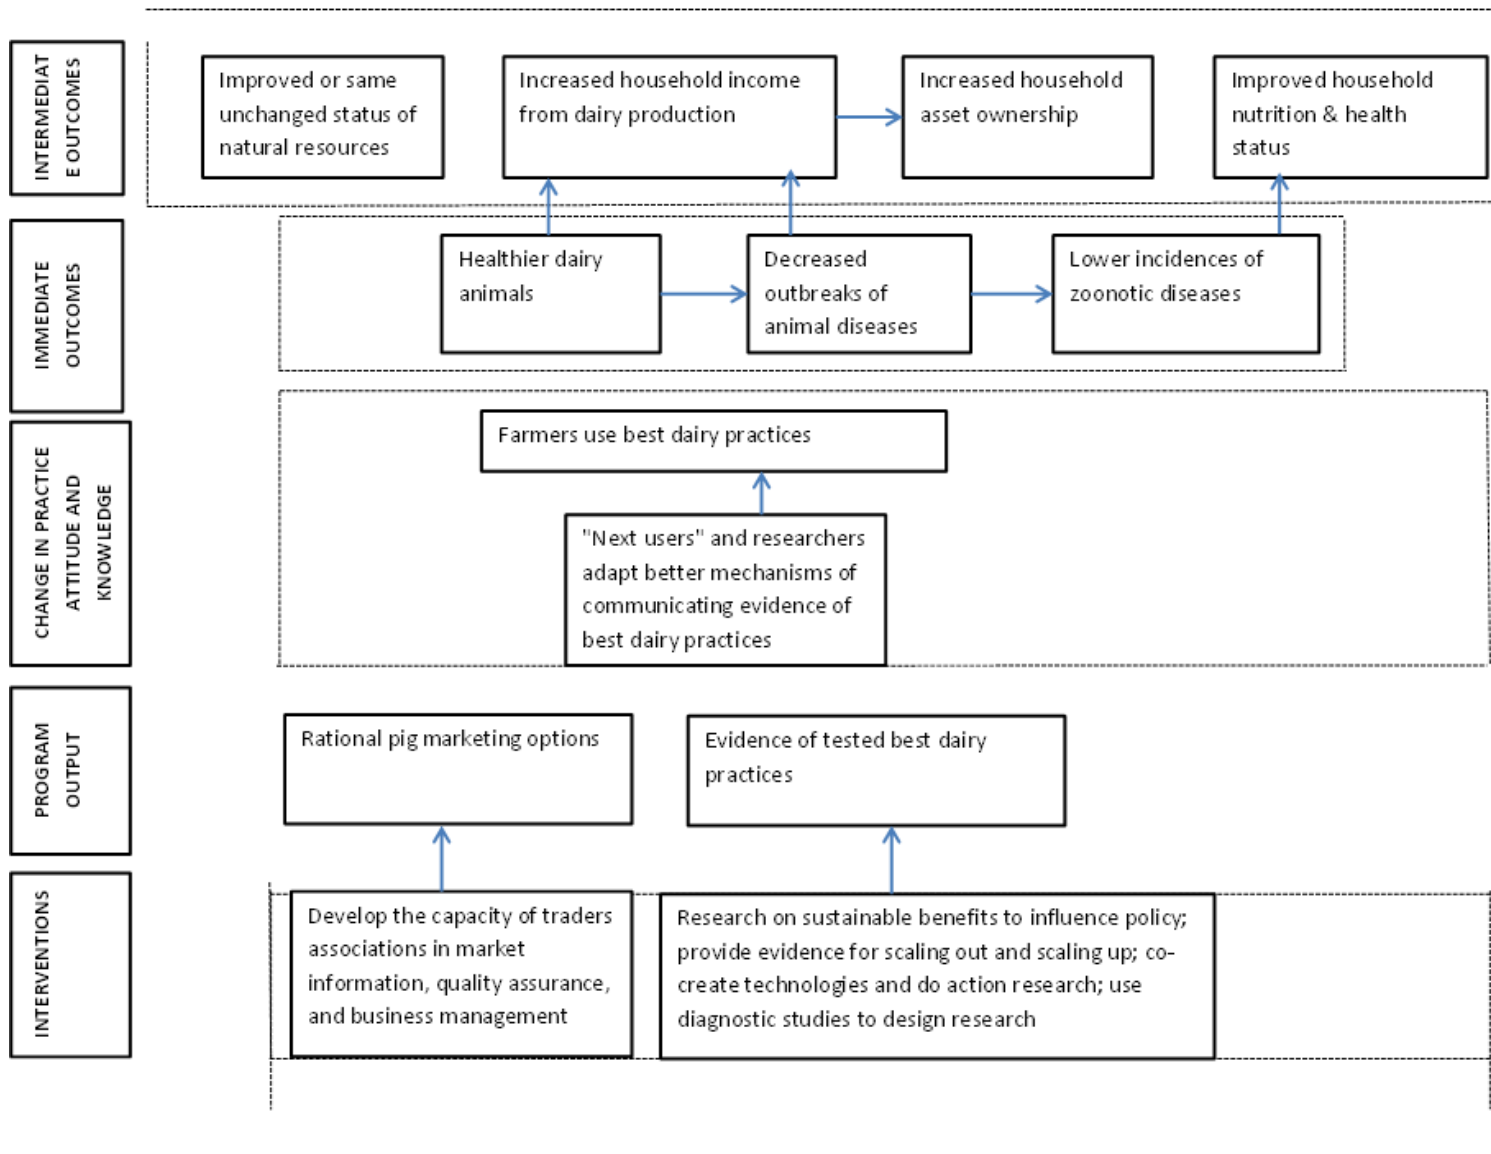 INTERMEDIAT
E OUTCOMES
Improved or same
unchanged status of
natural resources
Increased household income
from dairy production
Increased household
asset ownership
Improved household
nutrition & health
status
IMMEDIATE
OUTCOMES
Healthier dairy
animals
Decreased
outbreaks of
animal diseases
Lower incidences of
zoonotic diseases
CHANGE IN PRACTICE
ATTITUDE AND
KNOWLEDGE
Farmers use best dairy practices
"Next users" and researchers
adapt better mechanisms of
communicating evidence of
best dairy practices
PROGRAM
OUTPUT
Rational pig marketing options
Evidence of tested best dairy
practices
INTERVENTIONS
Develop the capacity of traders
associations in market
information, quality assurance,
and business management
Research on sustainable benefits to influence policy;
provide evidence for scaling out and scaling up; co-
create technologies and do action research; use
diagnostic studies to design research